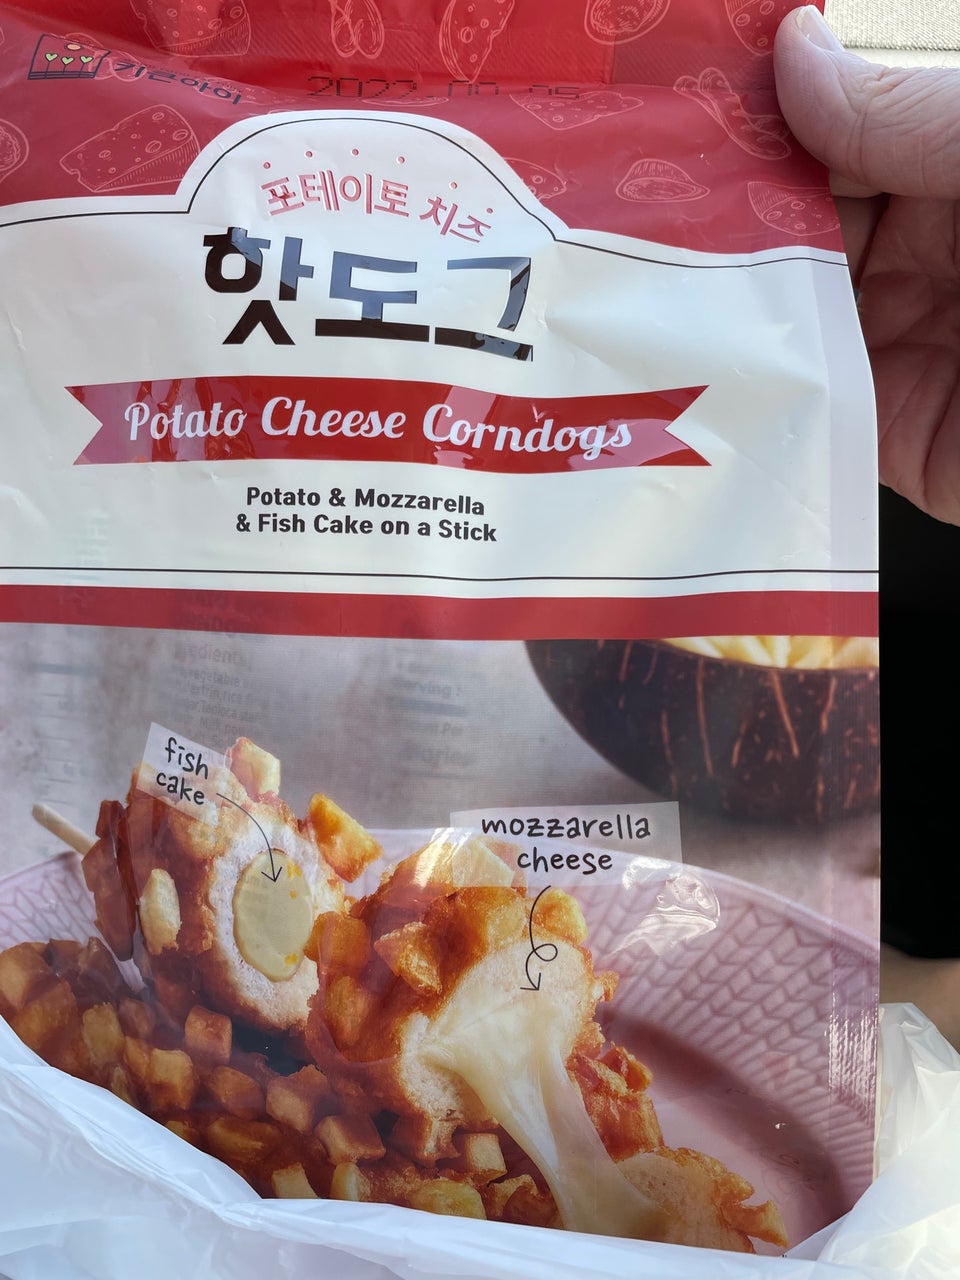 포테이토 치즈
핫도그
Potato Cheese Corndogs
Potato & Mozzarella
& Fish Cake on a Stick
fish
cake
mozzarella
cheese